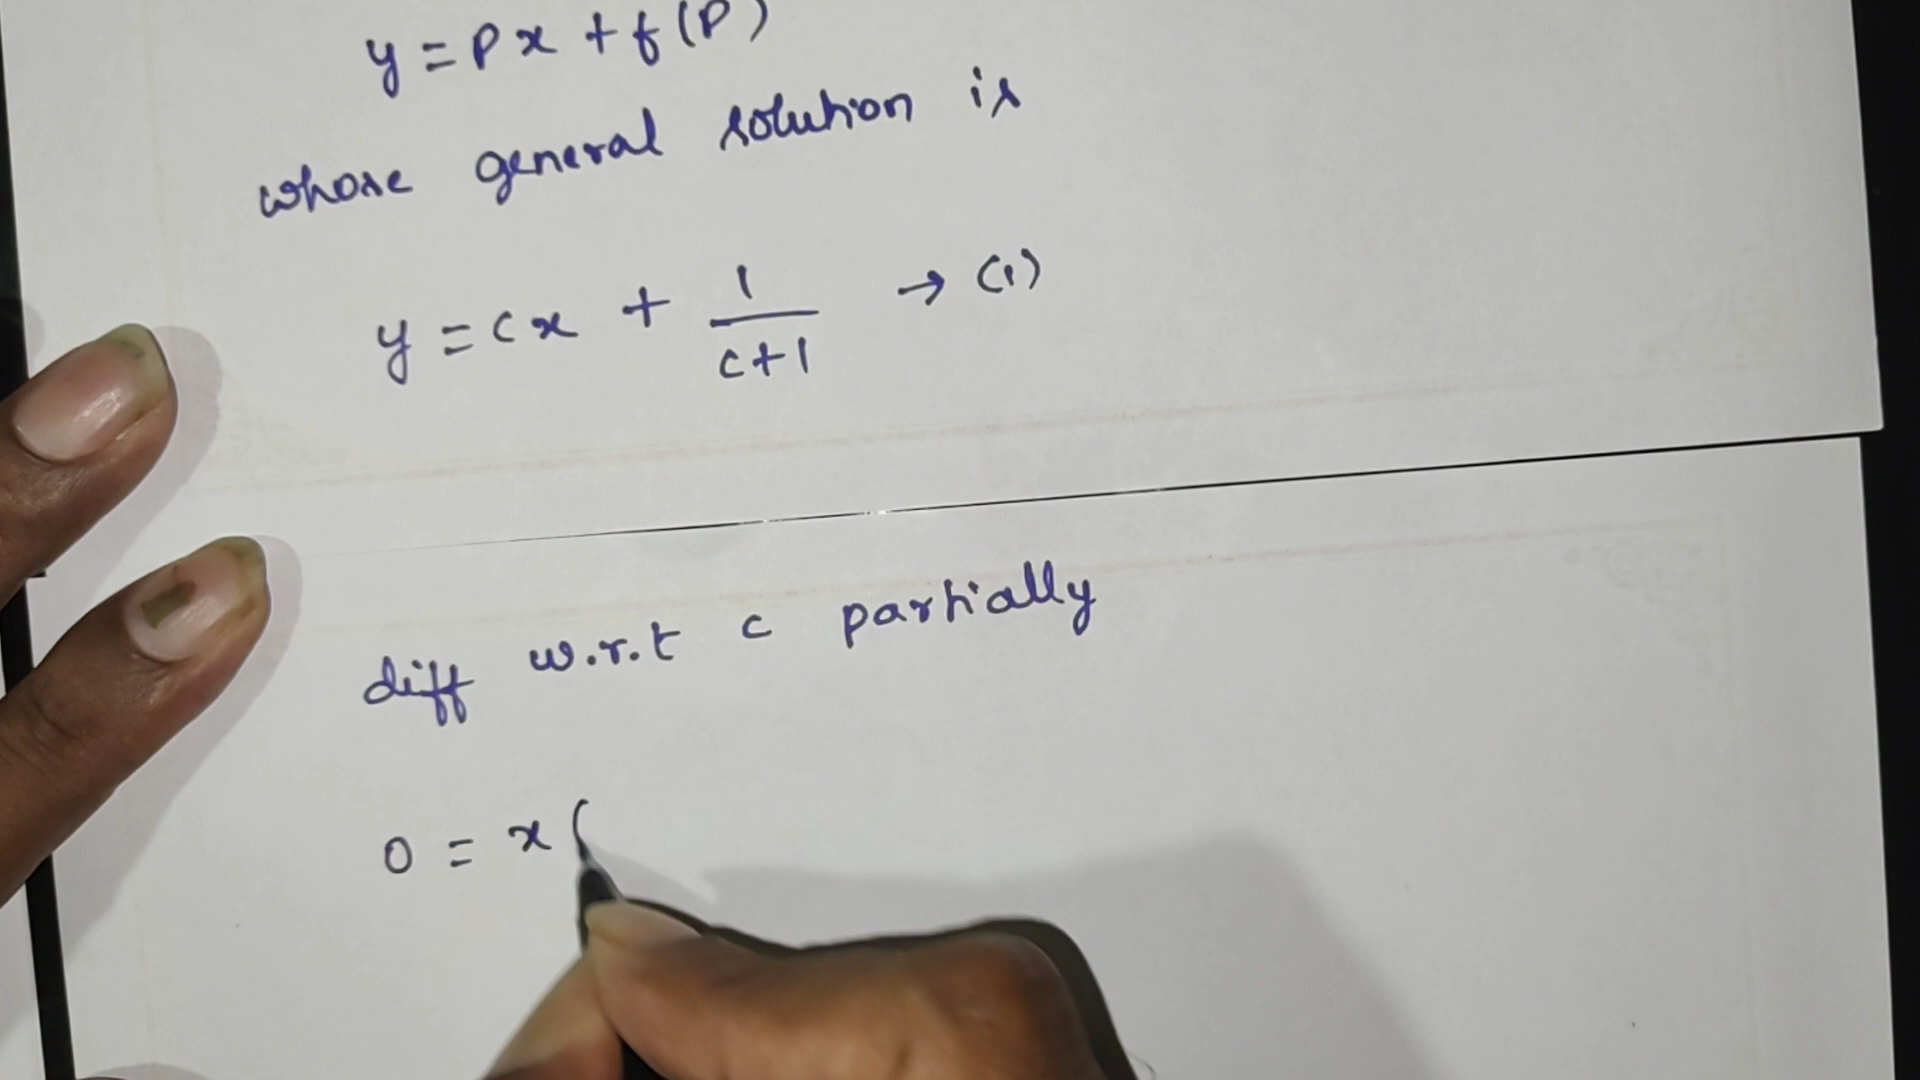 y = px + f(p)
whose general solution is
y = cx + 1/(c+1) → (1)
diff w.r.t c partially
0 = x (